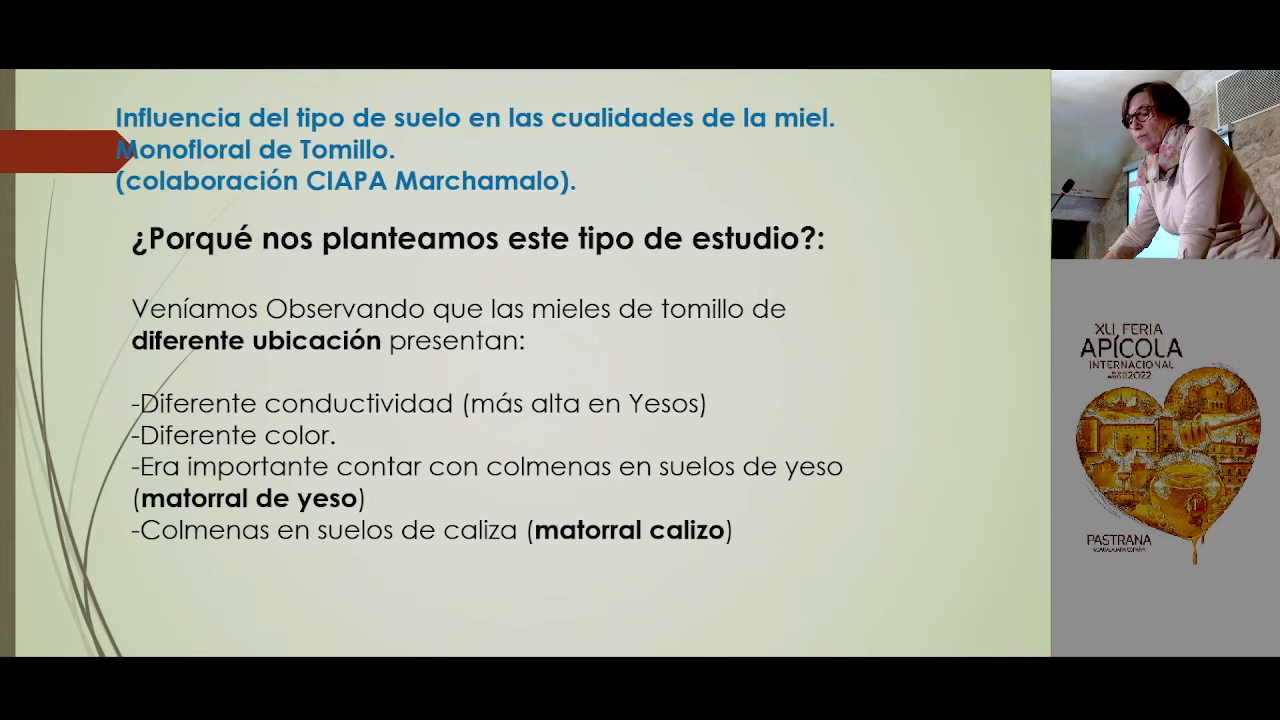 Influencia del tipo de suelo en las cualidades de la miel.
Monofloral de Tomillo.
(colaboración CIAPA Marchamalo).
¿Porqué nos planteamos este tipo de estudio?:
Veníamos Observando que las mieles de tomillo de
diferente ubicación presentan:
-Diferente conductividad (más alta en Yesos)
-Diferente color.
-Era importante contar con colmenas en suelos de yeso
(matorral de yeso)
-Colmenas en suelos de caliza (matorral calizo)
XLI FERIA
APÍCOLA
INTERNACIONAL
2022
PASTRANA
GUADALAJARA ESPAÑA